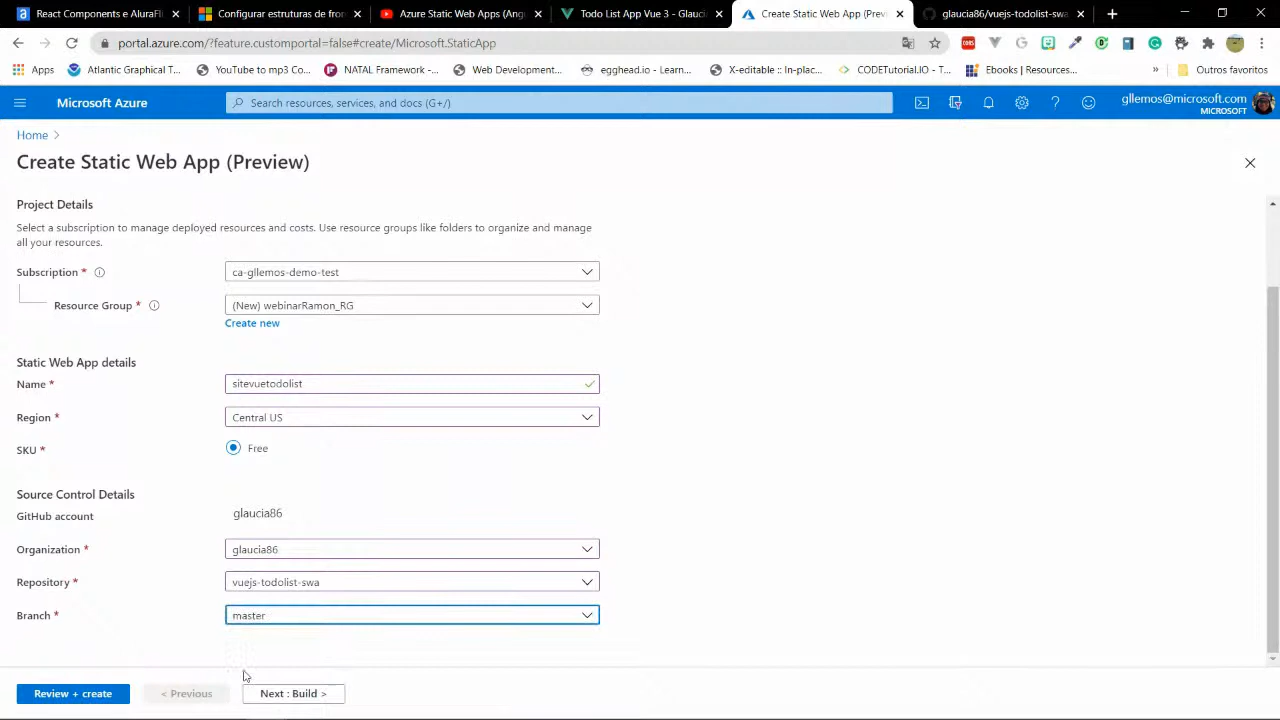 React Components e AluraFl
Configurar estruturas de fron
Azure Static Web Apps (Ang
Todo List App Vue 3 - Glauci
Create Static Web App (Previ
glaucia86/vuejs-todolist-swa
portal.azure.com/?feature.customportal=false#create/Microsoft.StaticApp
Apps
Atlantic Graphical T...
YouTube to mp3 Co...
NATAL Framework -...
Web Development...
egghead.io - Learn...
X-editable :: In-plac...
CODETutorial.IO - T...
Ebooks | Resources...
»
Outros favoritos
Microsoft Azure
Search resources, services, and docs (G+/)
gllemos@microsoft.com
MICROSOFT
Home >
Create Static Web App (Preview)
Project Details
Select a subscription to manage deployed resources and costs. Use resource groups like folders to organize and manage
all your resources.
Subscription *
ca-gllemos-demo-test
Resource Group *
(New) webinarRamon_RG
Create new
Static Web App details
Name *
sitevuetodolist
Region *
Central US
SKU *
Free
Source Control Details
GitHub account
glaucia86
Organization *
glaucia86
Repository *
vuejs-todolist-swa
Branch *
master
Review + create
< Previous
Next : Build >